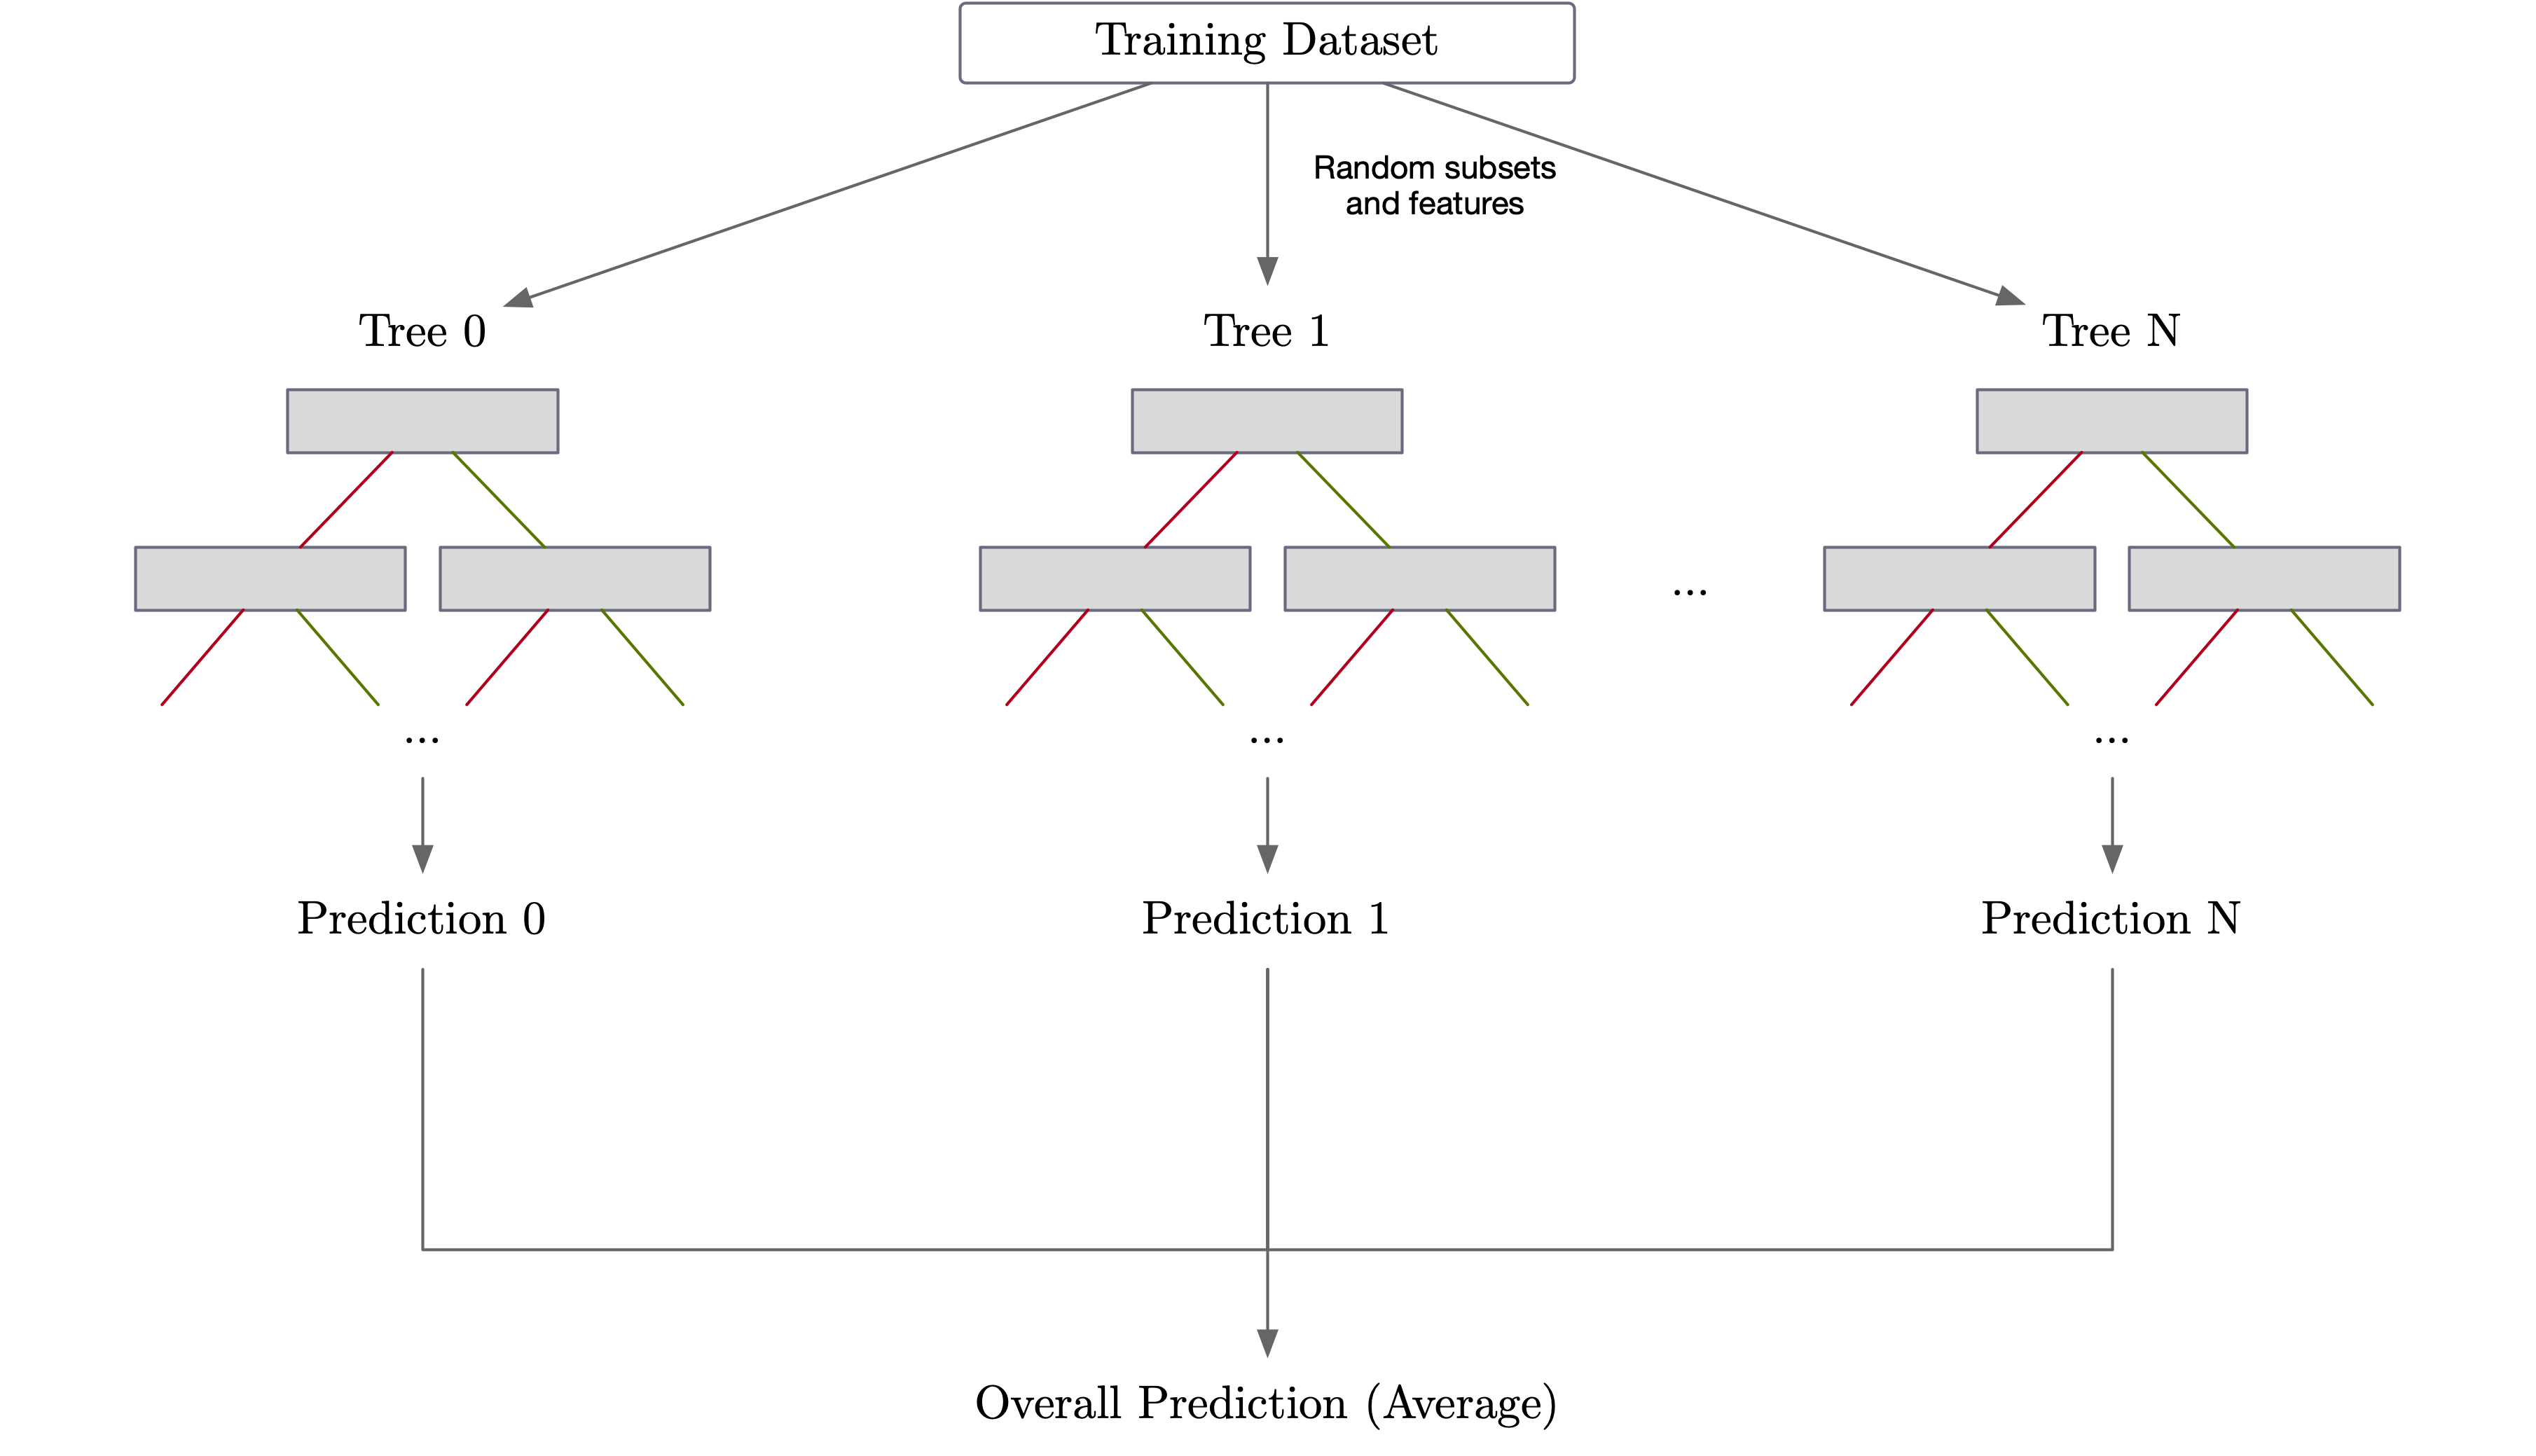 Training Dataset
Random subsets
and features
Tree 0
Tree 1
Tree N
...
...
...
...
Prediction 0
Prediction 1
Prediction N
Overall Prediction (Average)